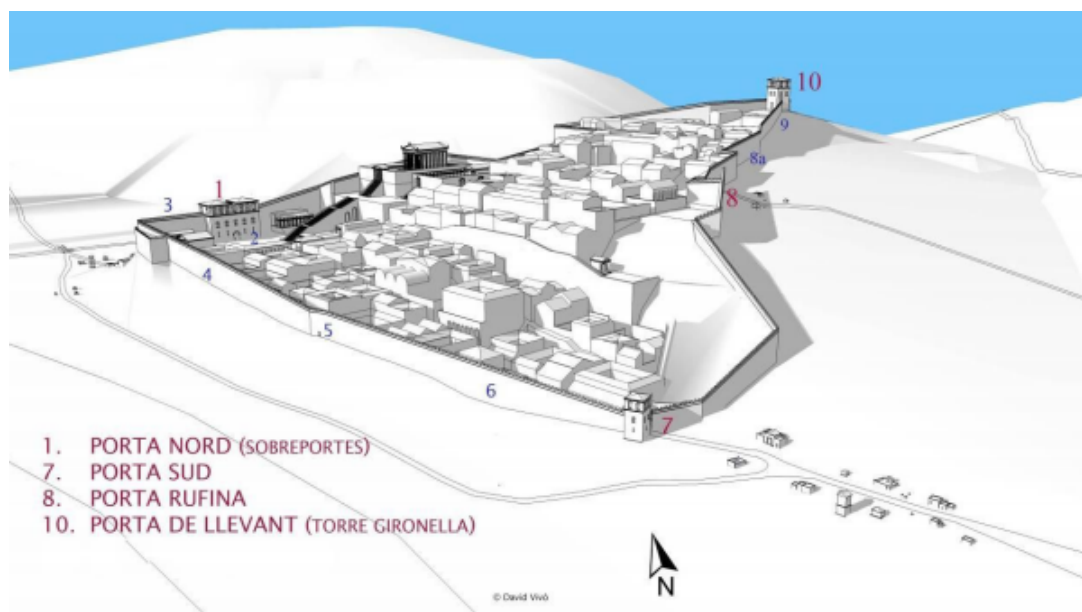 10
9
8a
8
1
3
2
4
5
6
7
1. PORTA NORD (SOBREPORTES)
7. PORTA SUD
8. PORTA RUFINA
10. PORTA DE LLEVANT (TORRE GIRONELLA)
N
© David Vivó